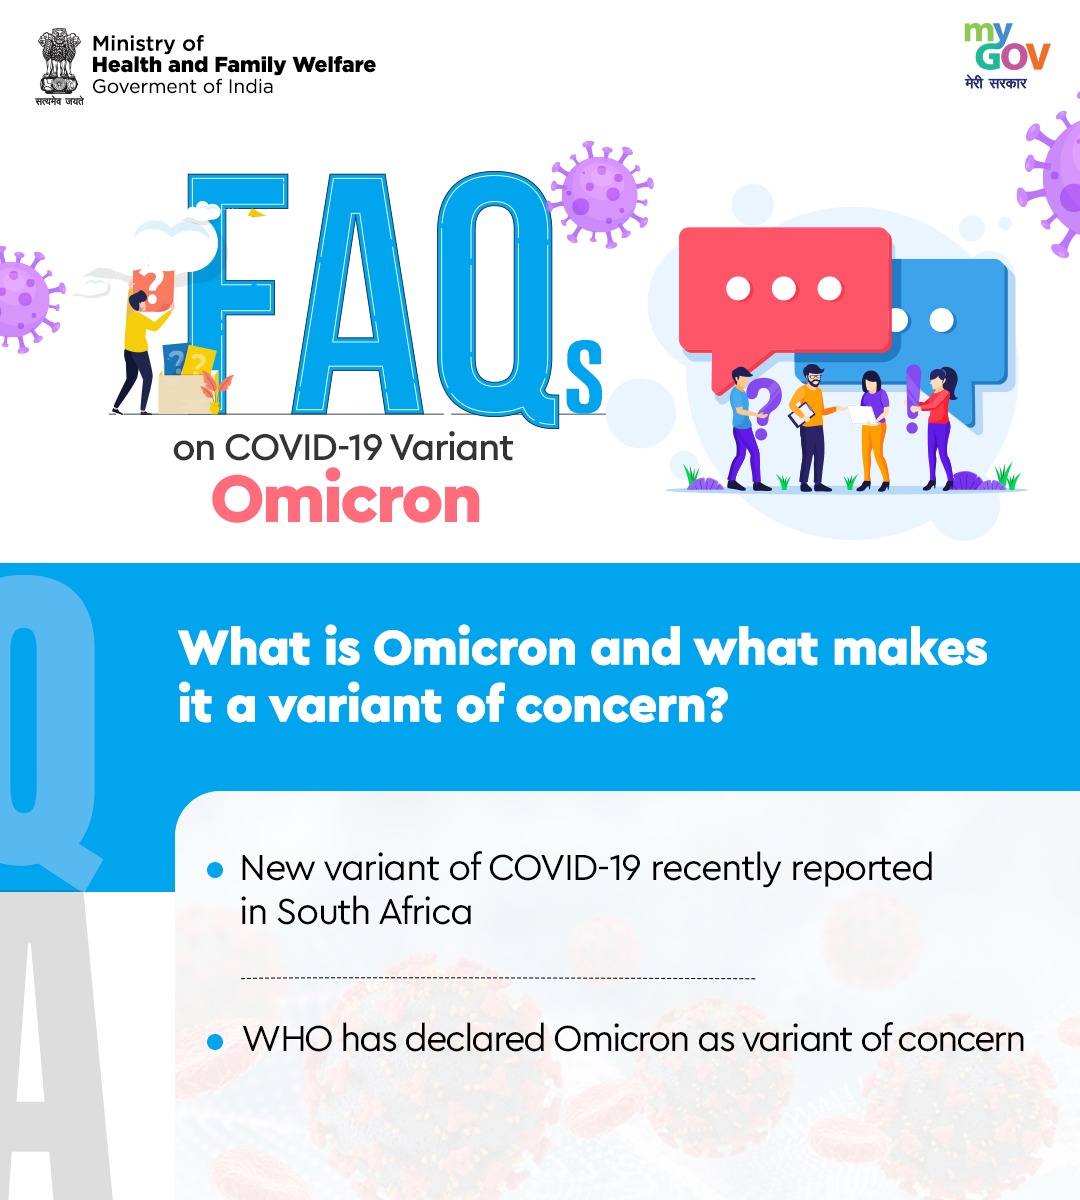 Ministry of
Health and Family Welfare
Goverment of India
सत्यमेव जयते
my
GOV
मेरी सरकार
FAQs
?
? ?
? !
on COVID-19 Variant
Omicron
Q
What is Omicron and what makes
it a variant of concern?
A
New variant of COVID-19 recently reported
in South Africa
WHO has declared Omicron as variant of concern